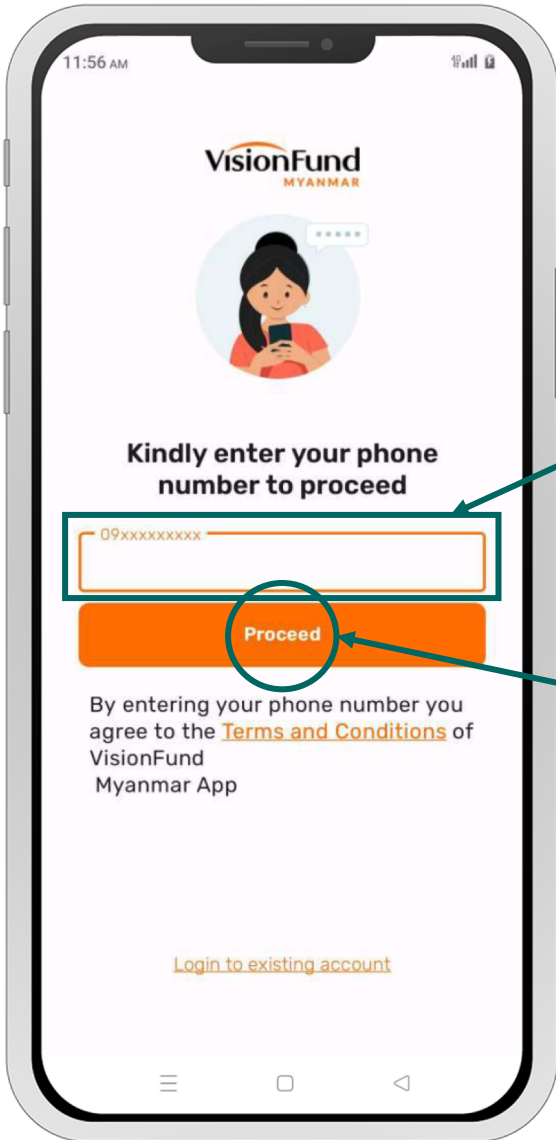 11:56 AM
VisionFund
MYANMAR
Kindly enter your phone
number to proceed
09xxxxxxxxx
Proceed
By entering your phone number you
agree to the Terms and Conditions of
VisionFund
Myanmar App
Login to existing account